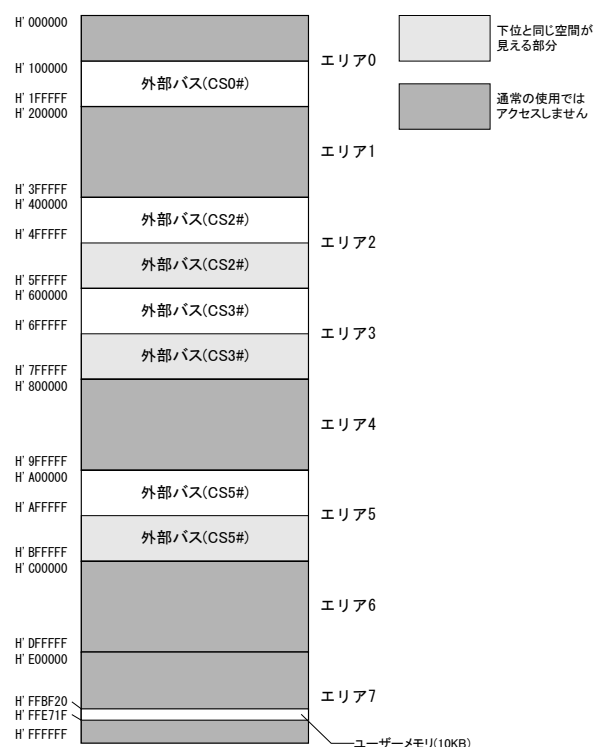 H' 000000
エリア0
H' 100000
外部バス(CS0#)
H' 1FFFFF
H' 200000
エリア1
H' 3FFFFF
H' 400000
外部バス(CS2#)
H' 4FFFFF
エリア2
外部バス(CS2#)
H' 5FFFFF
H' 600000
外部バス(CS3#)
H' 6FFFFF
エリア3
外部バス(CS3#)
H' 7FFFFF
H' 800000
エリア4
H' 9FFFFF
H' A00000
外部バス(CS5#)
H' AFFFFF
エリア5
外部バス(CS5#)
H' BFFFFF
H' C00000
エリア6
H' DFFFFF
H' E00000
エリア7
H' FFBF20
H' FFE71F
H' FFFFFF
ユーザーメモリ(10KB)
下位と同じ空間が
見える部分
通常の使用では
アクセスしません